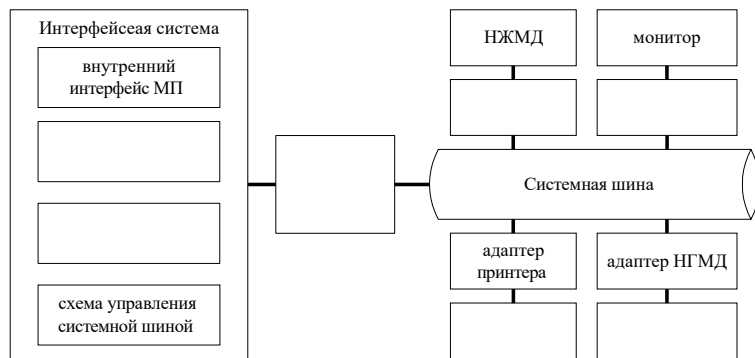 Интерфейсеая система
внутренний
интерфейс МП
схема управления
системной шиной
НЖМД
монитор
Системная шина
адаптер
принтера
адаптер НГМД